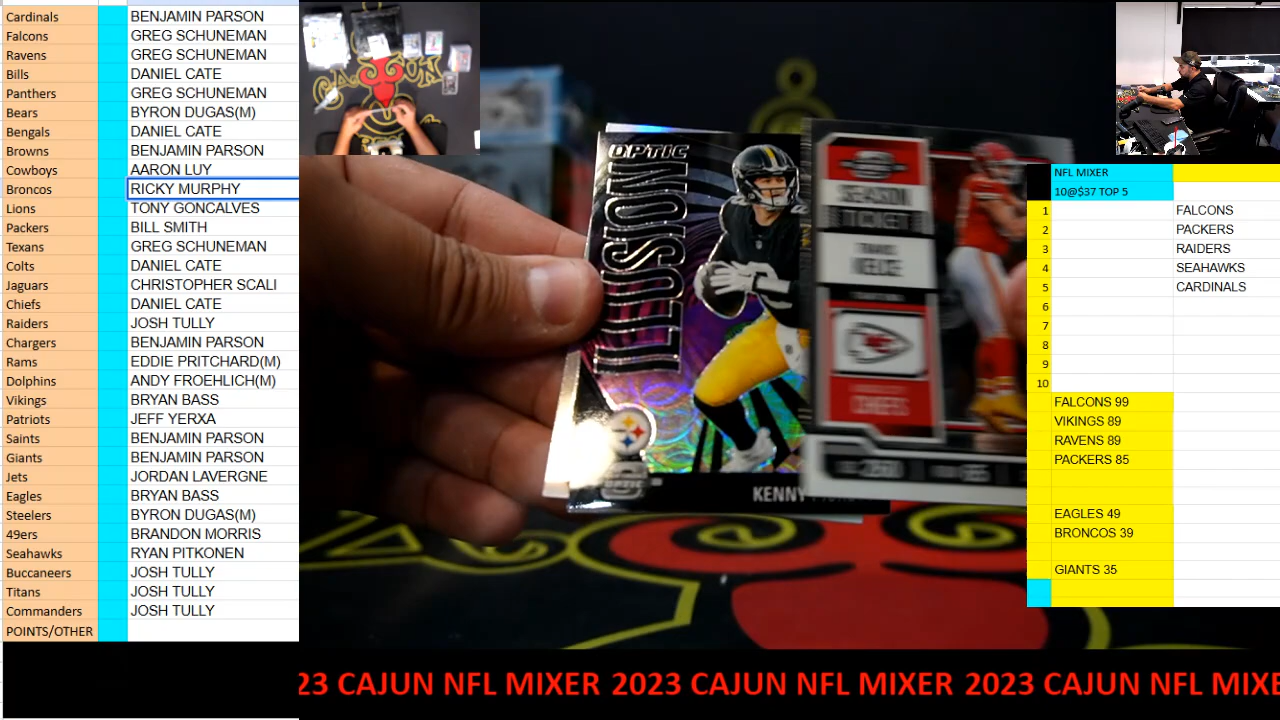 Cardinals BENJAMIN PARSON
Falcons GREG SCHUNEMAN
Ravens GREG SCHUNEMAN
Bills DANIEL CATE
Panthers GREG SCHUNEMAN
Bears BYRON DUGAS(M)
Bengals DANIEL CATE
Browns BENJAMIN PARSON
Cowboys AARON LUY
Broncos RICKY MURPHY
Lions TONY GONCALVES
Packers BILL SMITH
Texans GREG SCHUNEMAN
Colts DANIEL CATE
Jaguars CHRISTOPHER SCALI
Chiefs DANIEL CATE
Raiders JOSH TULLY
Chargers BENJAMIN PARSON
Rams EDDIE PRITCHARD(M)
Dolphins ANDY FROEHLICH(M)
Vikings BRYAN BASS
Patriots JEFF YERXA
Saints BENJAMIN PARSON
Giants BENJAMIN PARSON
Jets JORDAN LAVERGNE
Eagles BRYAN BASS
Steelers BYRON DUGAS(M)
49ers BRANDON MORRIS
Seahawks RYAN PITKONEN
Buccaneers JOSH TULLY
Titans JOSH TULLY
Commanders JOSH TULLY
POINTS/OTHER
CAJUN
OPTIC
ILLUSION
Steelers
OPTIC
KENNY
SEASON
TICKET
KELCE
CHIEFS
NFL MIXER
10@$37 TOP 5
1 FALCONS
2 PACKERS
3 RAIDERS
4 SEAHAWKS
5 CARDINALS
6
7
8
9
10
FALCONS 99
VIKINGS 89
RAVENS 89
PACKERS 85
EAGLES 49
BRONCOS 39
GIANTS 35
23 CAJUN NFL MIXER 2023 CAJUN NFL MIXER 2023 CAJUN NFL MIXE